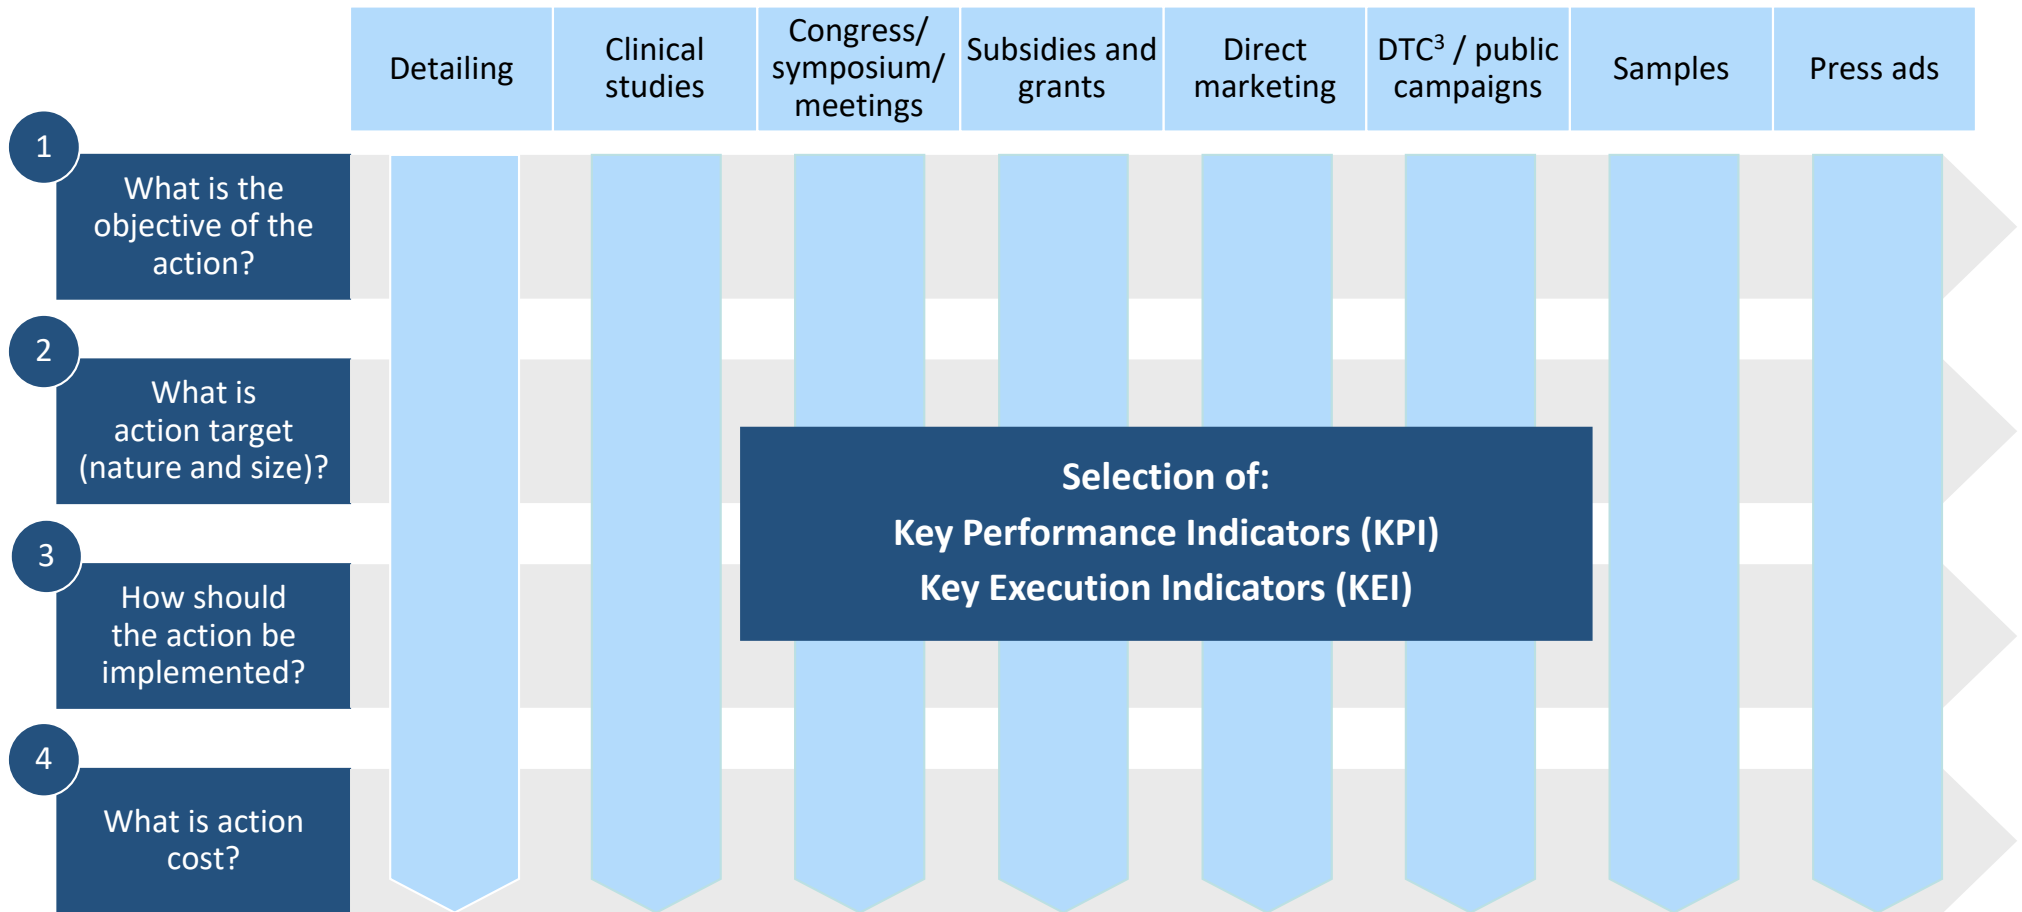 Detailing
Clinical
studies
Congress/
symposium/
meetings
Subsidies and
grants
Direct
marketing
DTC³ / public
campaigns
Samples
Press ads
1
What is the
objective of the
action?
2
What is
action target
(nature and size)?
3
How should
the action be
implemented?
4
What is action
cost?
Selection of:
Key Performance Indicators (KPI)
Key Execution Indicators (KEI)